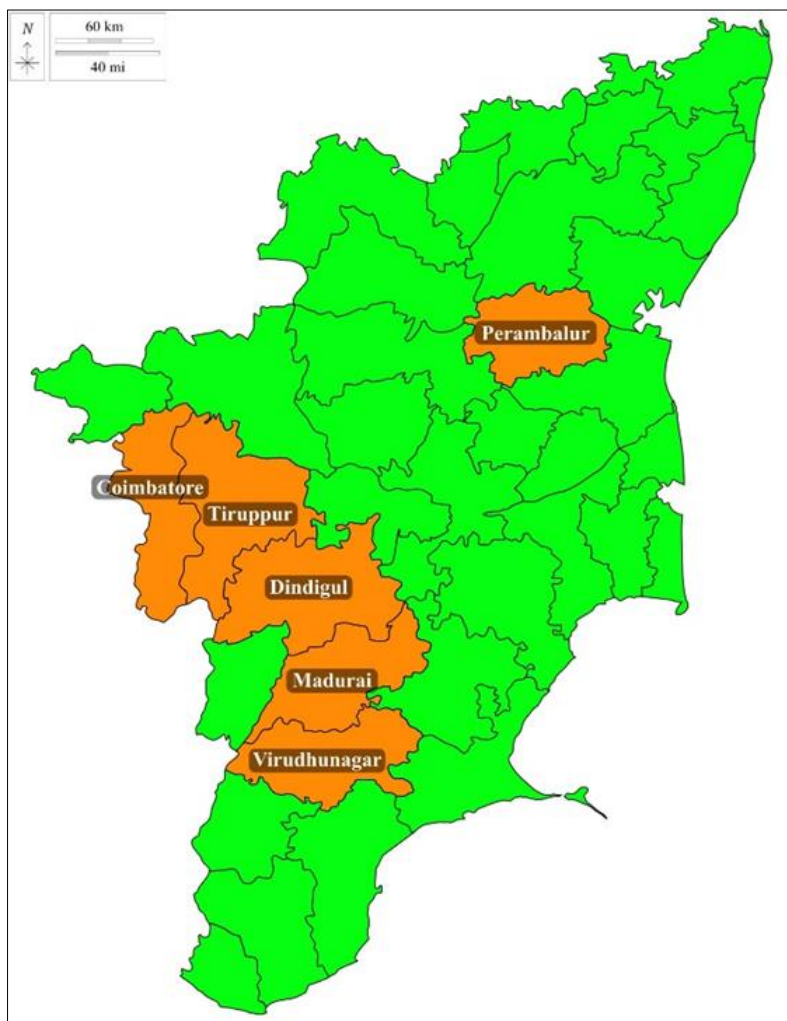 N
60 km
40 mi
Perambalur
Coimbatore
Tiruppur
Dindigul
Madurai
Virudhunagar